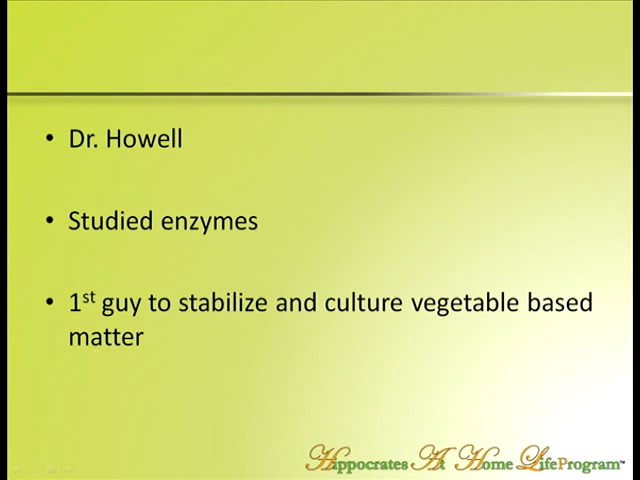 • Dr. Howell
• Studied enzymes
• 1st guy to stabilize and culture vegetable based
matter
Hippocrates At Home LifeProgram™